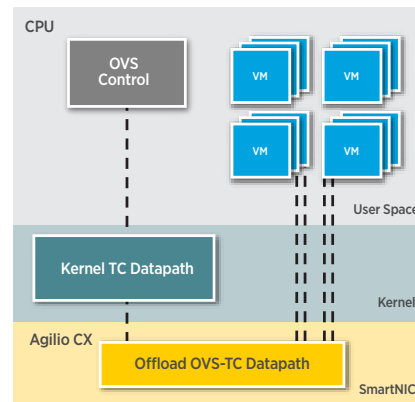 CPU
OVS
Control
VM
VM
VM
VM
User Space
Kernel TC Datapath
Kernel
Agilio CX
Offload OVS-TC Datapath
SmartNIC